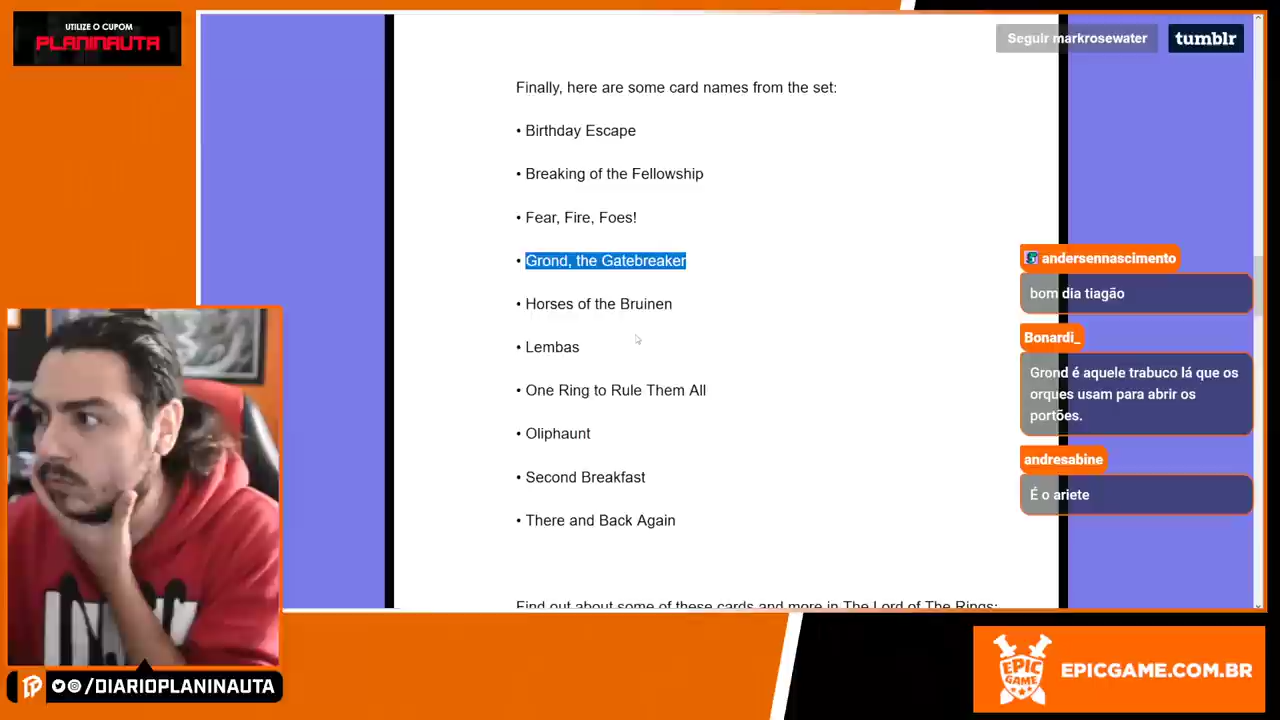 UTILIZE O CUPOM
PLANINAUTA
Seguir markrosewater
tumblr
Finally, here are some card names from the set:
• Birthday Escape
• Breaking of the Fellowship
• Fear, Fire, Foes!
• Grond, the Gatebreaker
• Horses of the Bruinen
• Lembas
• One Ring to Rule Them All
• Oliphaunt
• Second Breakfast
• There and Back Again
Find out about some of these cards and more in The Lord of The Rings:
andersennascimento
bom dia tiagão
Bonardi_
Grond é aquele trabuco lá que os
orques usam para abrir os
portões.
andresabine
É o ariete
/DIARIOPLANINAUTA
EPIC
GAME
EPICGAME.COM.BR